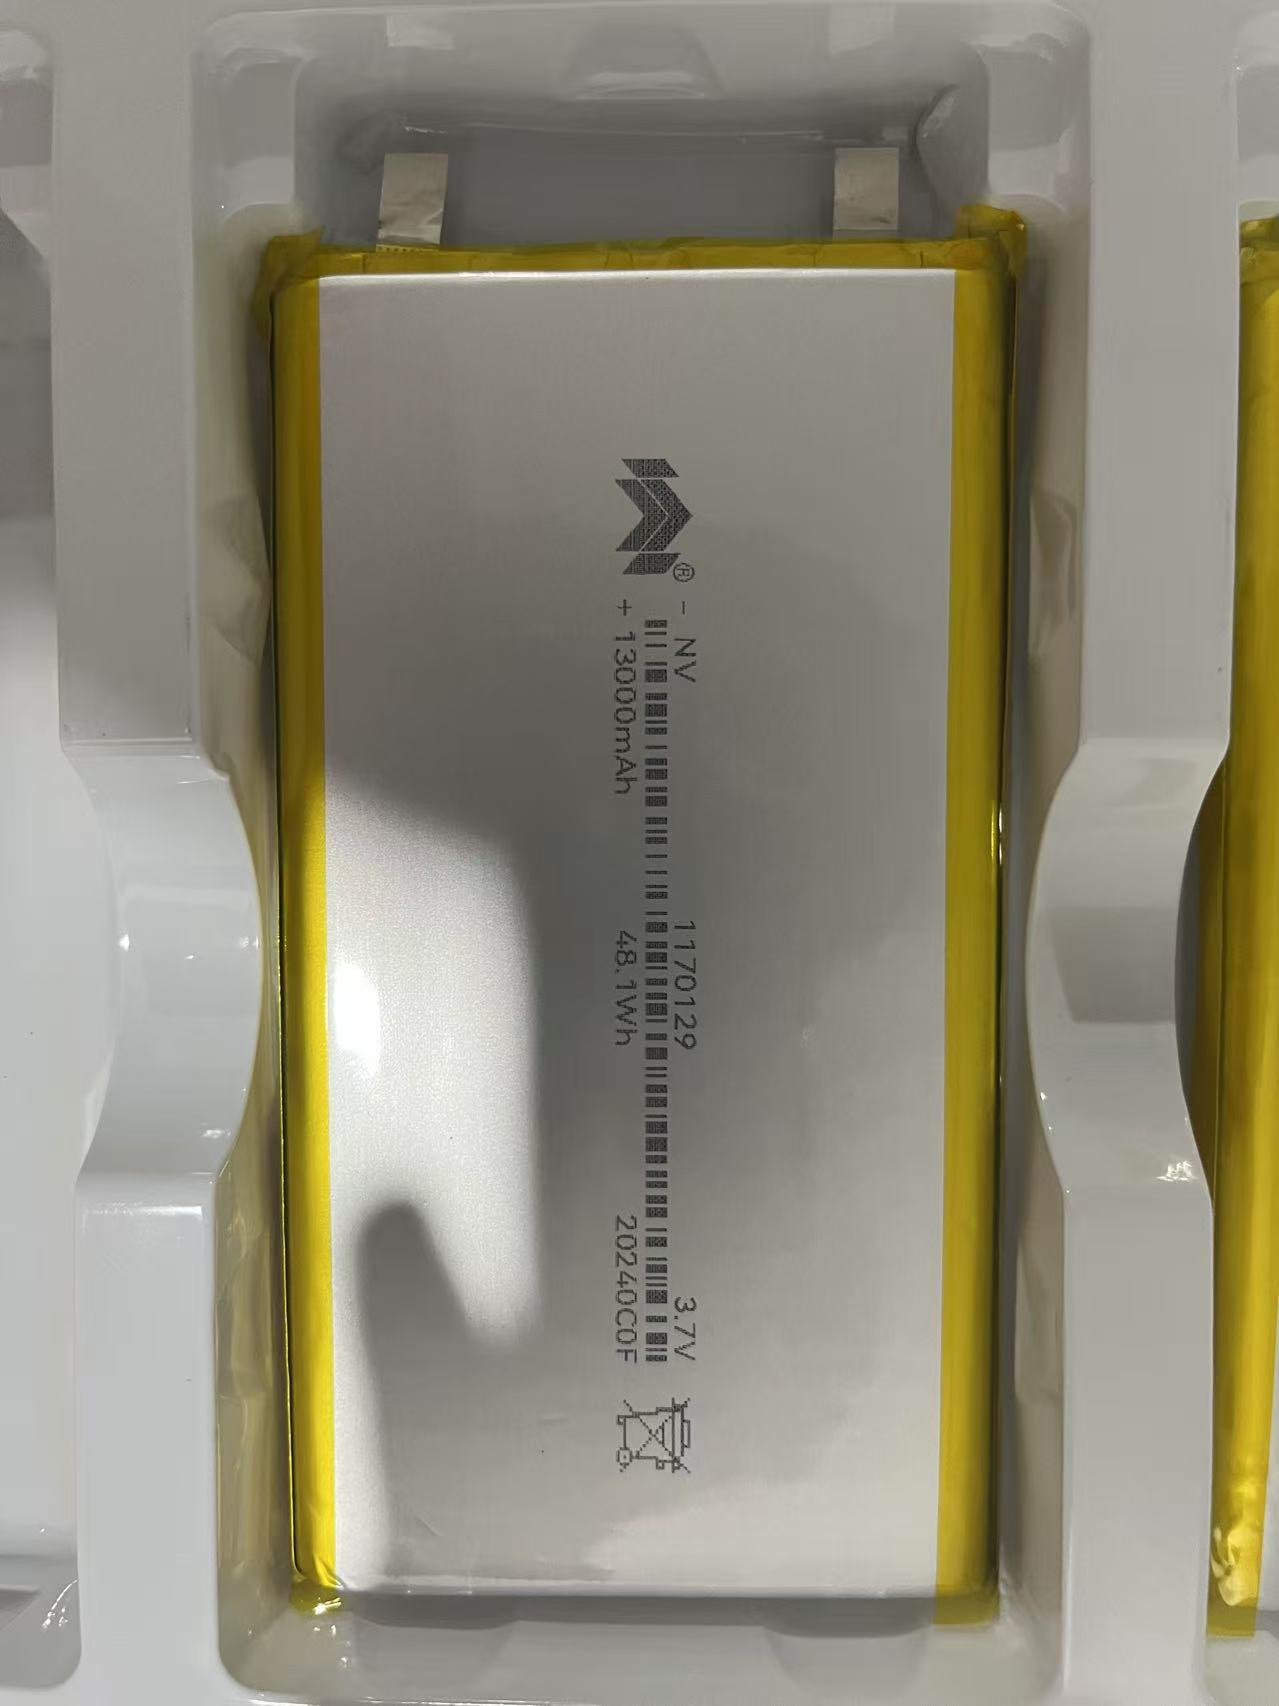 ®
- NV 1170129 3.7V
+ 13000mAh 48.1Wh 20240C0F